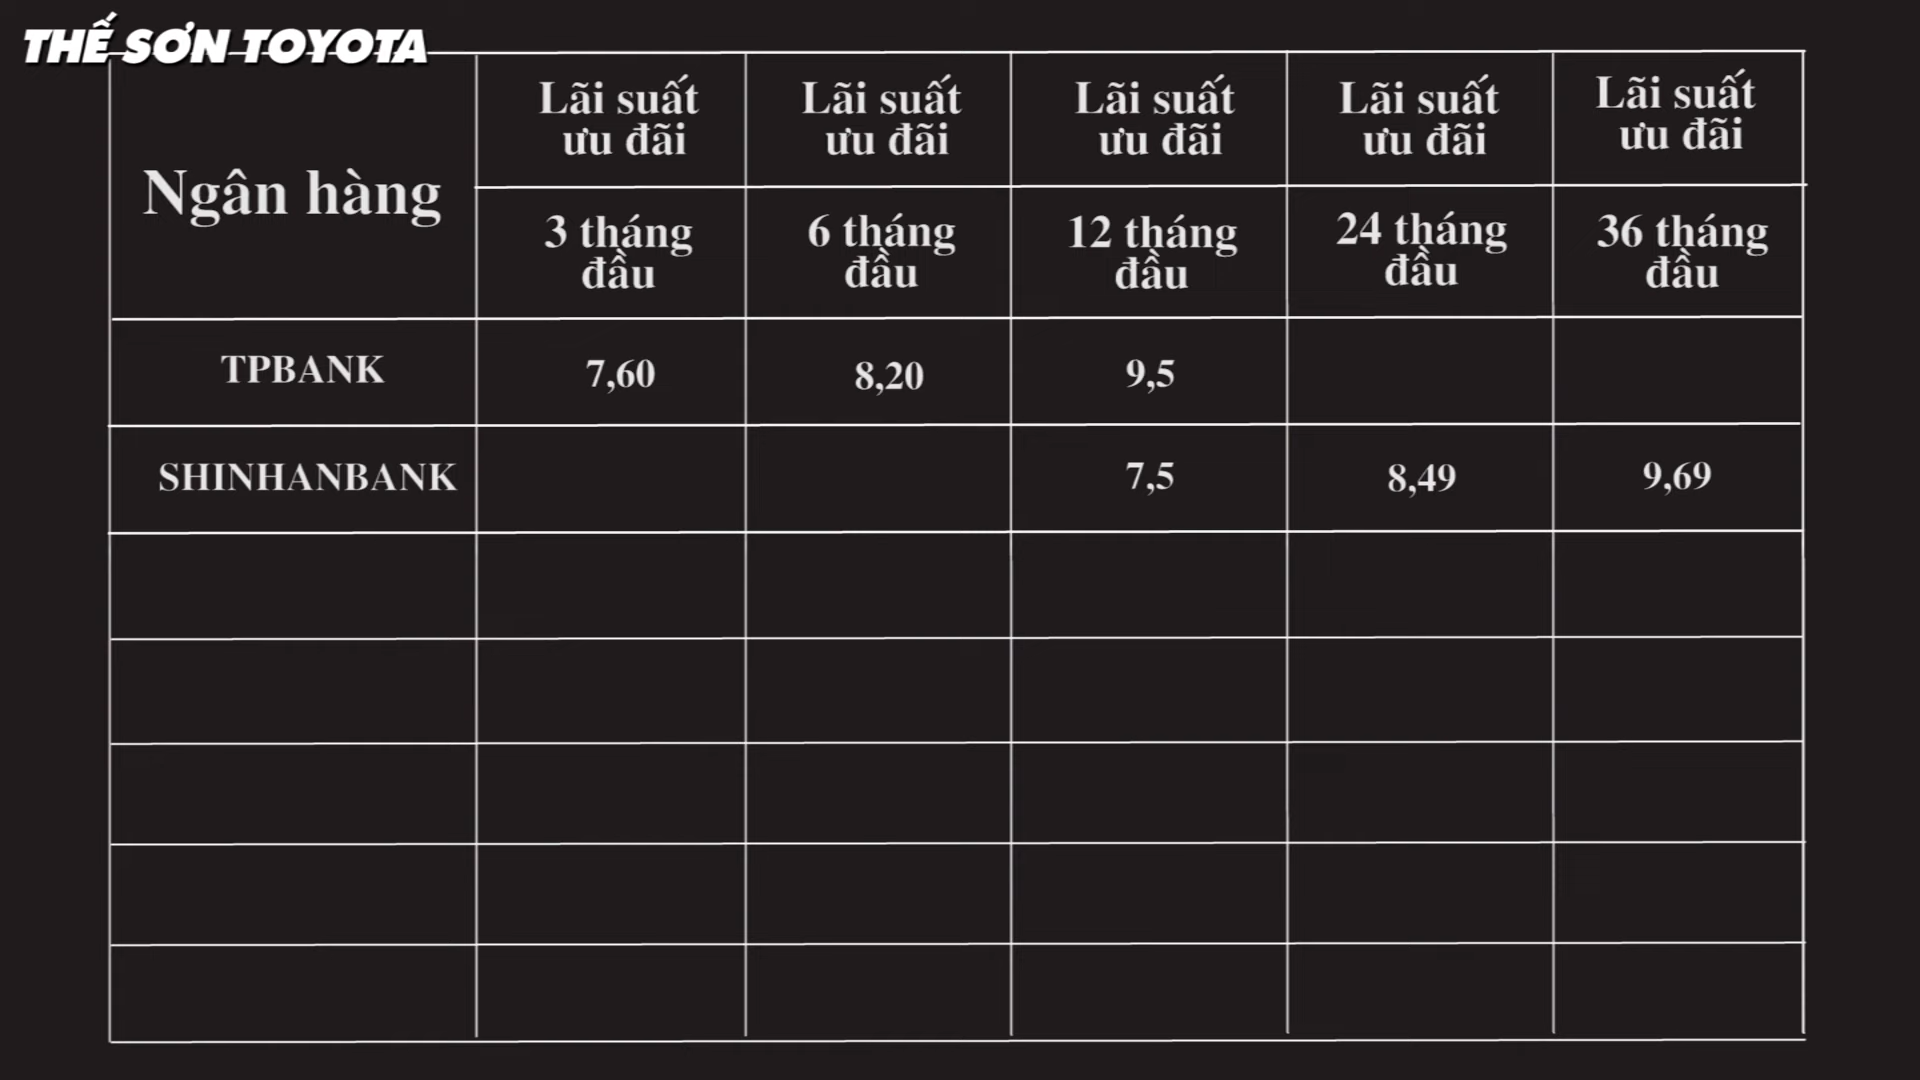 THẾ SƠN TOYOTA
Ngân hàng
Lãi suất
ưu đãi
Lãi suất
ưu đãi
Lãi suất
ưu đãi
Lãi suất
ưu đãi
Lãi suất
ưu đãi
3 tháng
đầu
6 tháng
đầu
12 tháng
đầu
24 tháng
đầu
36 tháng
đầu
TPBANK 7,60 8,20 9,5
SHINHANBANK 7,5 8,49 9,69